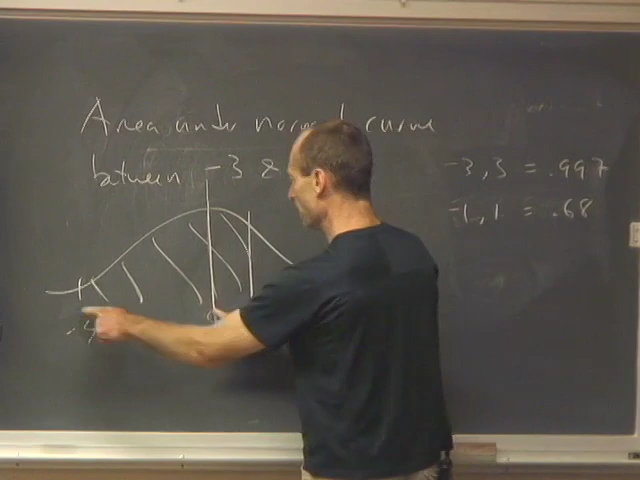 Area under normal curve
between -3 &
-3, 3 = .997
-1, 1 = .68